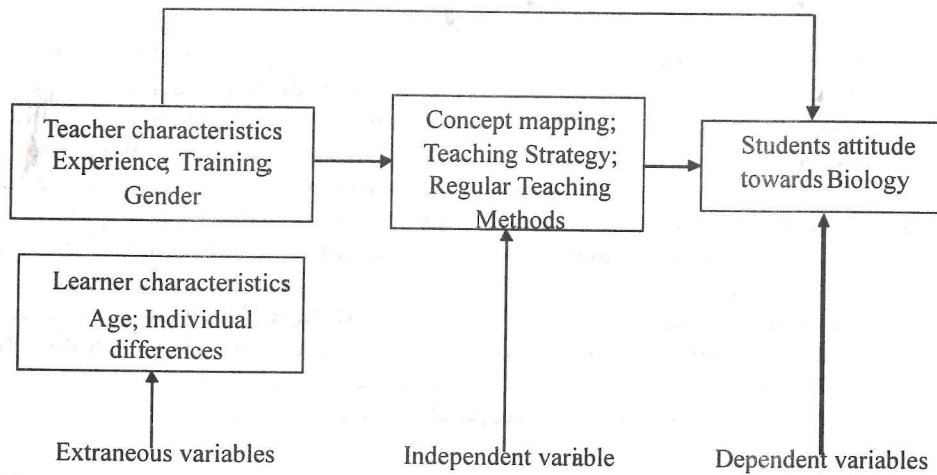 Teacher characteristics
Experience, Training,
Gender
Concept mapping;
Teaching Strategy;
Regular Teaching
Methods
Students attitude
towards Biology
Learner characteristics
Age; Individual
differences
Extraneous variables
Independent variable
Dependent variables